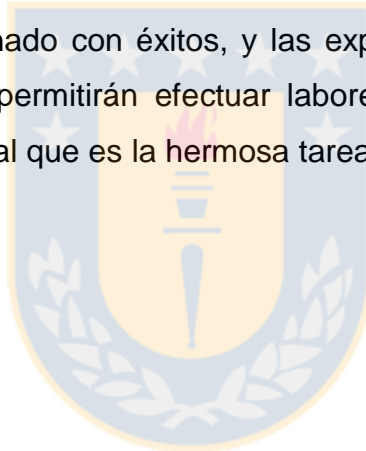 nado con éxitos, y las exp
permitirán efectuar labore
al que es la hermosa tarea